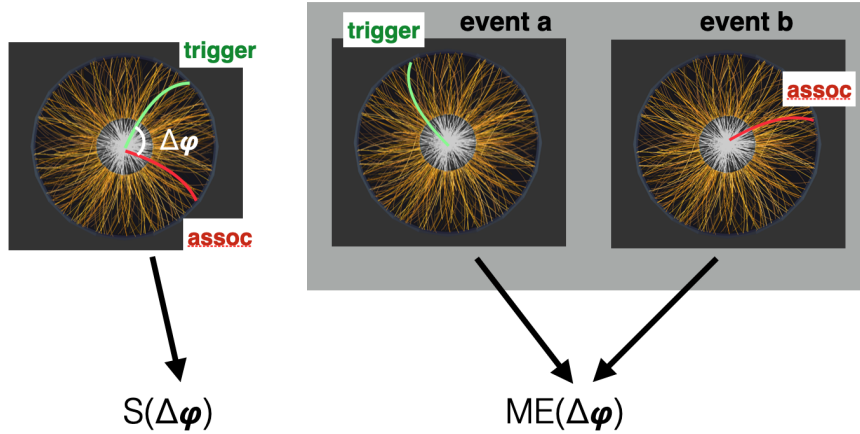 trigger
Δφ
assoc
event a
trigger
event b
assoc
S(Δφ)
ME(Δφ)